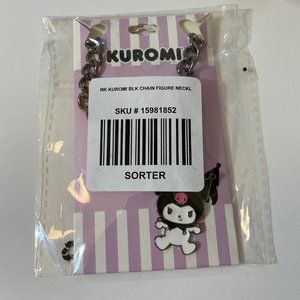 KUROMI
NK KUROMI BLK CHAIN FIGURE NECKL
SKU # 15981852
SORTER